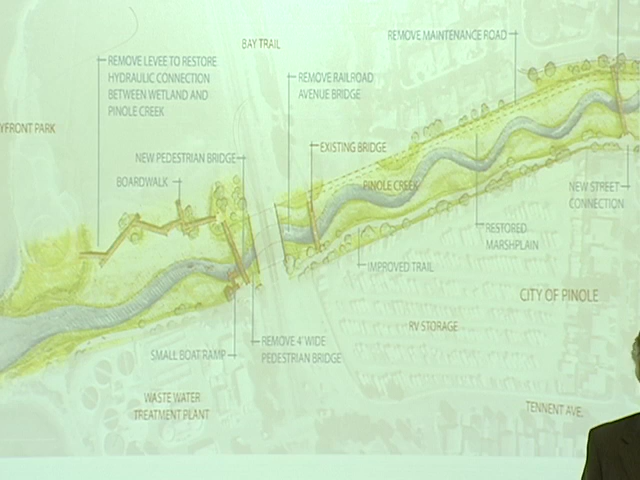 BAY TRAIL
REMOVE MAINTENANCE ROAD
REMOVE LEVEE TO RESTORE
HYDRAULIC CONNECTION
BETWEEN WETLAND AND
PINOLE CREEK
REMOVE RAILROAD
AVENUE BRIDGE
YFRONT PARK
EXISTING BRIDGE
NEW PEDESTRIAN BRIDGE
BOARDWALK
PINOLE CREEK
NEW STREET
CONNECTION
RESTORED
MARSHPLAIN
IMPROVED TRAIL
CITY OF PINOLE
RV STORAGE
REMOVE 4' WIDE
PEDESTRIAN BRIDGE
SMALL BOAT RAMP
WASTE WATER
TREATMENT PLANT
TENNENT AVE.